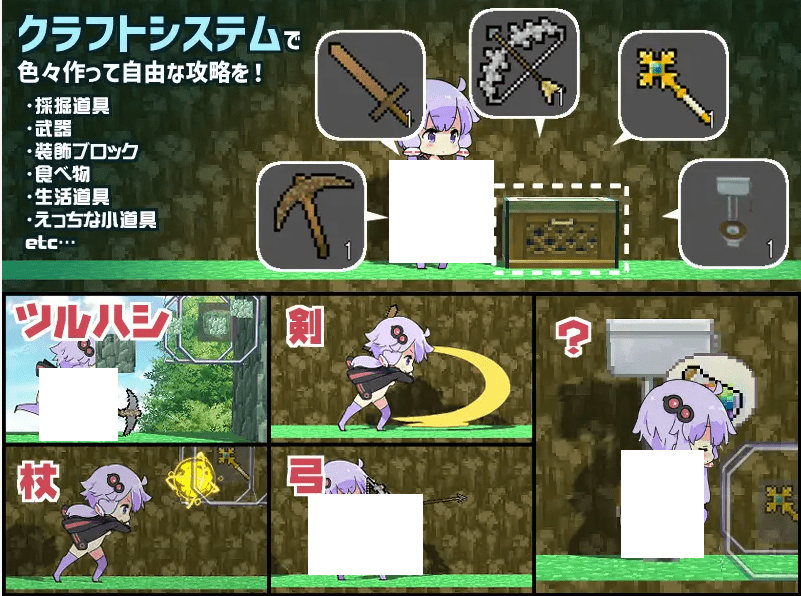 クラフトシステムで
色々作って自由な攻略を！
・採掘道具
・武器
・装飾ブロック
・食べ物
・生活道具
・えっちな小道具
etc…
1
1
1
1
1
ツルハシ
剣
？
杖
弓